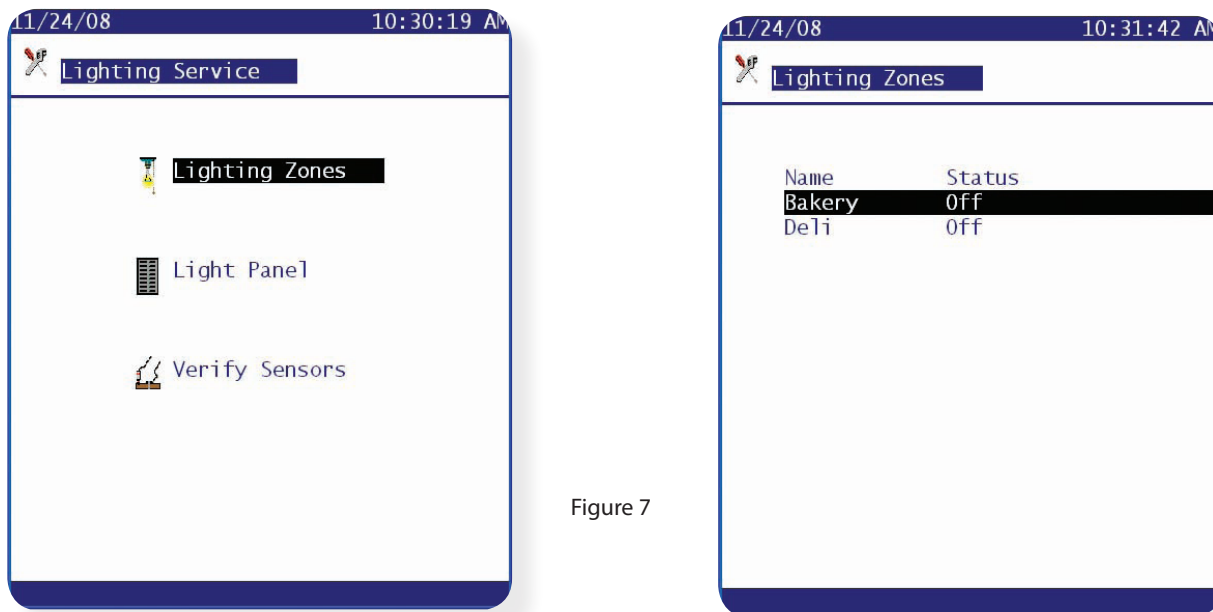 11/24/08 10:30:19 AM
Lighting Service
Lighting Zones
Light Panel
Verify Sensors
Figure 7
11/24/08 10:31:42 AM
Lighting Zones
Name Status
Bakery Off
Deli Off